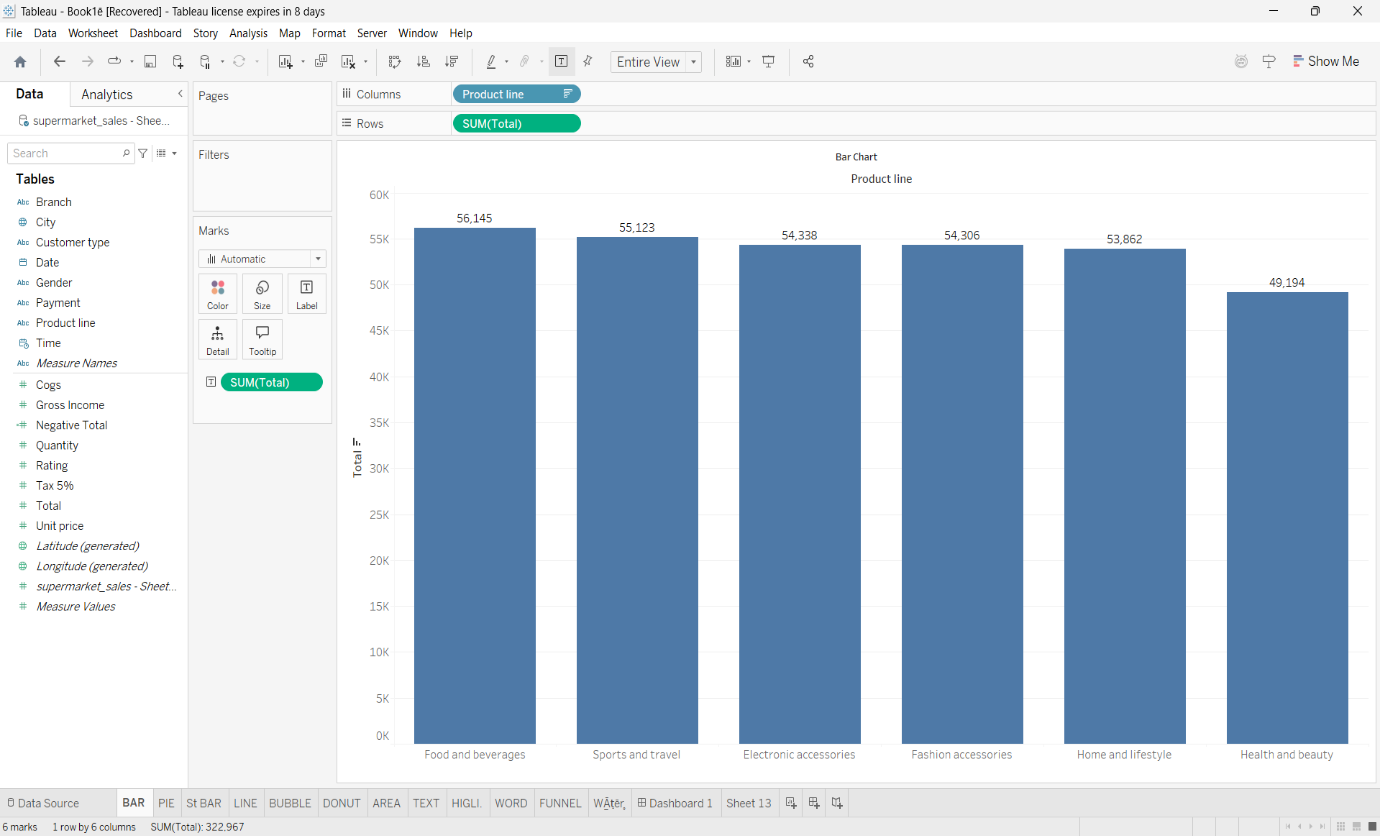 Tableau - Book1ê [Recovered] - Tableau license expires in 8 days
File Data Worksheet Dashboard Story Analysis Map Format Server Window Help
Entire View
Show Me
Data Analytics
supermarket_sales - Shee...
Search
Tables
Abc Branch
City
Abc Customer type
Date
Abc Gender
Abc Payment
Abc Product line
Time
Abc Measure Names
# Cogs
# Gross Income
=# Negative Total
# Quantity
# Rating
# Tax 5%
# Total
# Unit price
Latitude (generated)
Longitude (generated)
# supermarket_sales - Sheet...
# Measure Values
Pages
Filters
Marks
Automatic
Color Size Label
Detail Tooltip
SUM(Total)
Columns Product line
Rows SUM(Total)
Bar Chart
Product line
60K
55K
50K
45K
40K
35K
30K
25K
20K
15K
10K
5K
0K
Total
56,145 55,123 54,338 54,306 53,862 49,194
Food and beverages Sports and travel Electronic accessories Fashion accessories Home and lifestyle Health and beauty
Data Source BAR PIE St BAR LINE BUBBLE DONUT AREA TEXT HIGLI. WORD FUNNEL Dashboard 1 Sheet 13
6 marks 1 row by 6 columns SUM(Total): 322,967